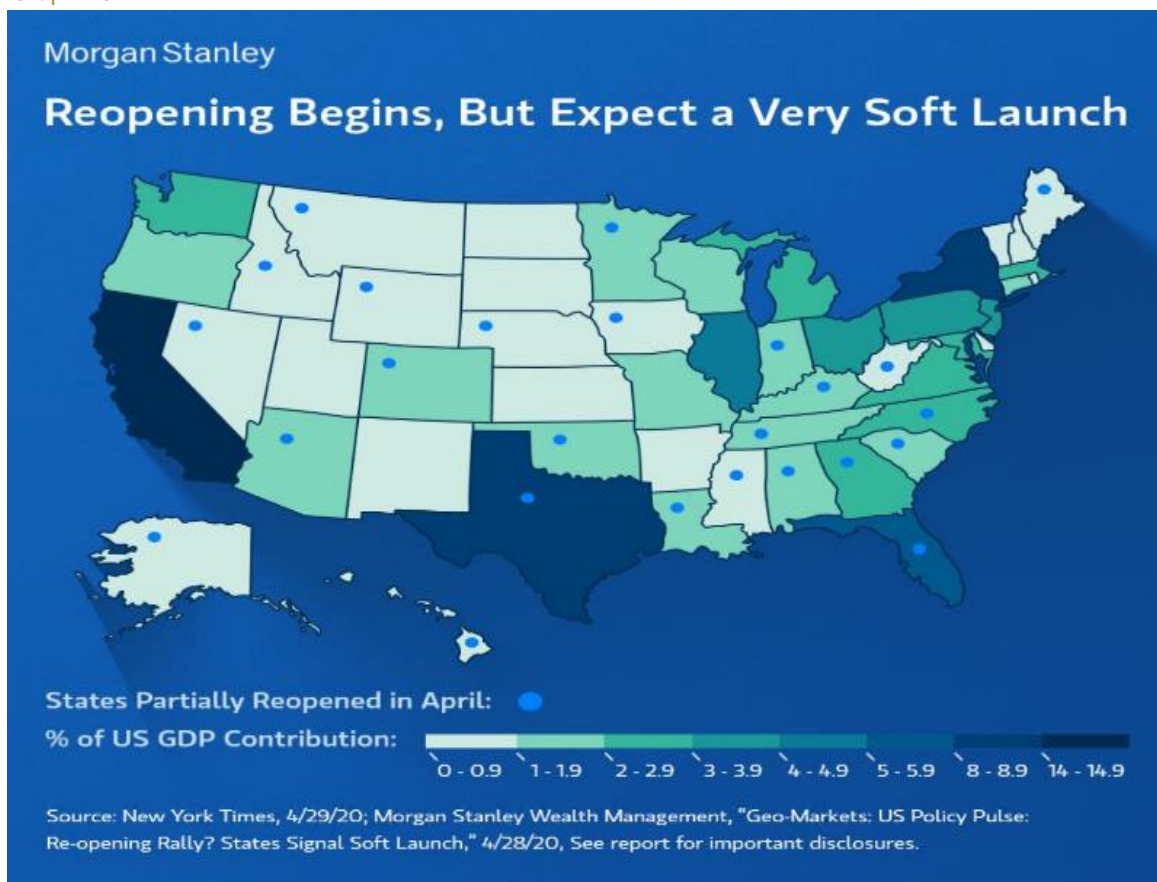 Morgan Stanley
Reopening Begins, But Expect a Very Soft Launch
States Partially Reopened in April:
% of US GDP Contribution:
0 - 0.9 1 - 1.9 2 - 2.9 3 - 3.9 4 - 4.9 5 - 5.9 8 - 8.9 14 - 14.9
Source: New York Times, 4/29/20; Morgan Stanley Wealth Management, "Geo-Markets: US Policy Pulse:
Re-opening Rally? States Signal Soft Launch," 4/28/20, See report for important disclosures.